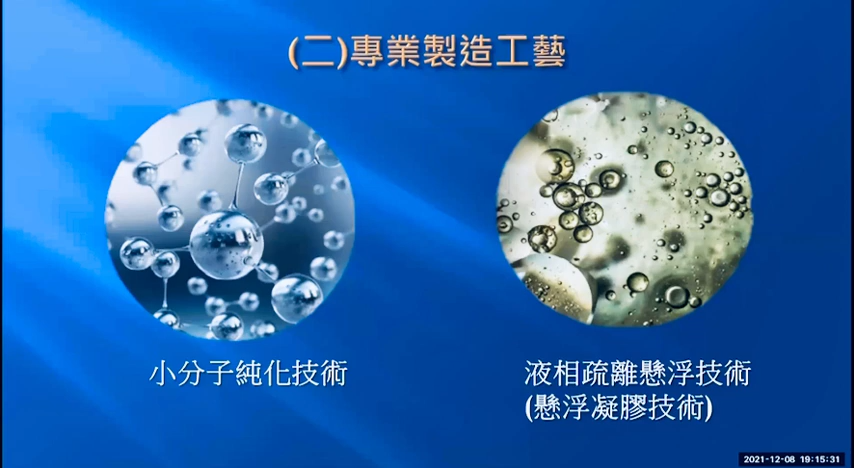 (二)專業製造工藝
小分子純化技術
液相疏離懸浮技術
(懸浮凝膠技術)
2021-12-08 19:15:31